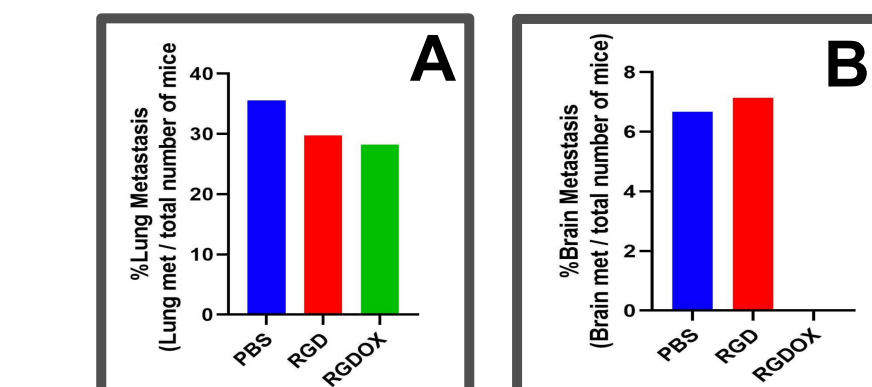 A
%Lung Metastasis
(Lung met / total number of mice
40
30
20
10
0
PBS
RGD
RGDOX
B
%Brain Metastasis
(Brain met / total number of mice)
8
6
4
2
0
PBS
RGD
RGDOX